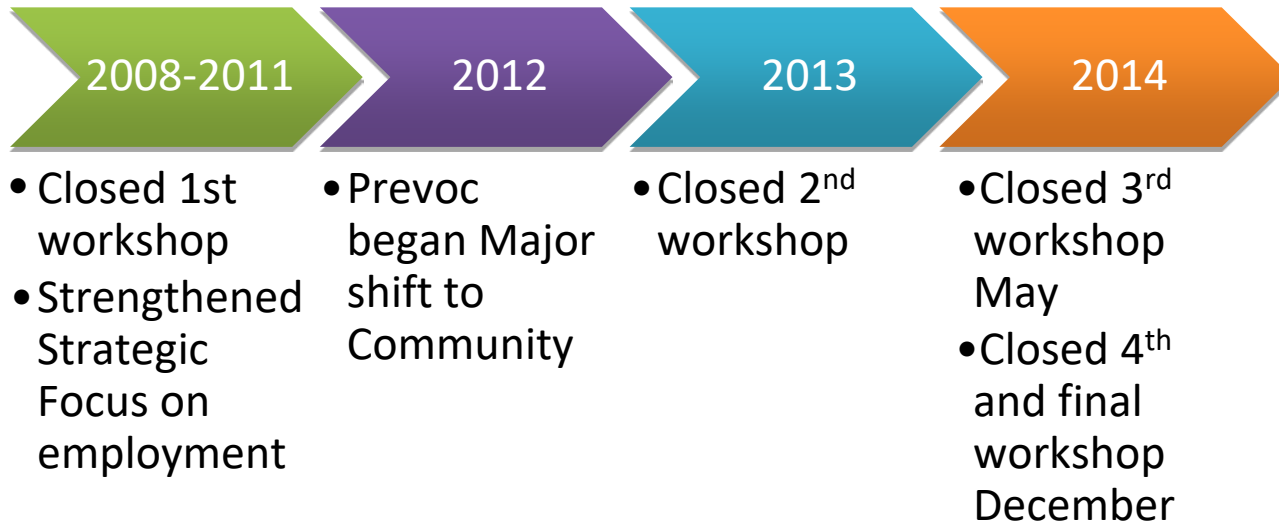 2008-2011
2012
2013
2014
• Closed 1st
workshop
• Strengthened
Strategic
Focus on
employment
• Prevoc
began Major
shift to
Community
• Closed 2nd
workshop
• Closed 3rd
workshop
May
• Closed 4th
and final
workshop
December